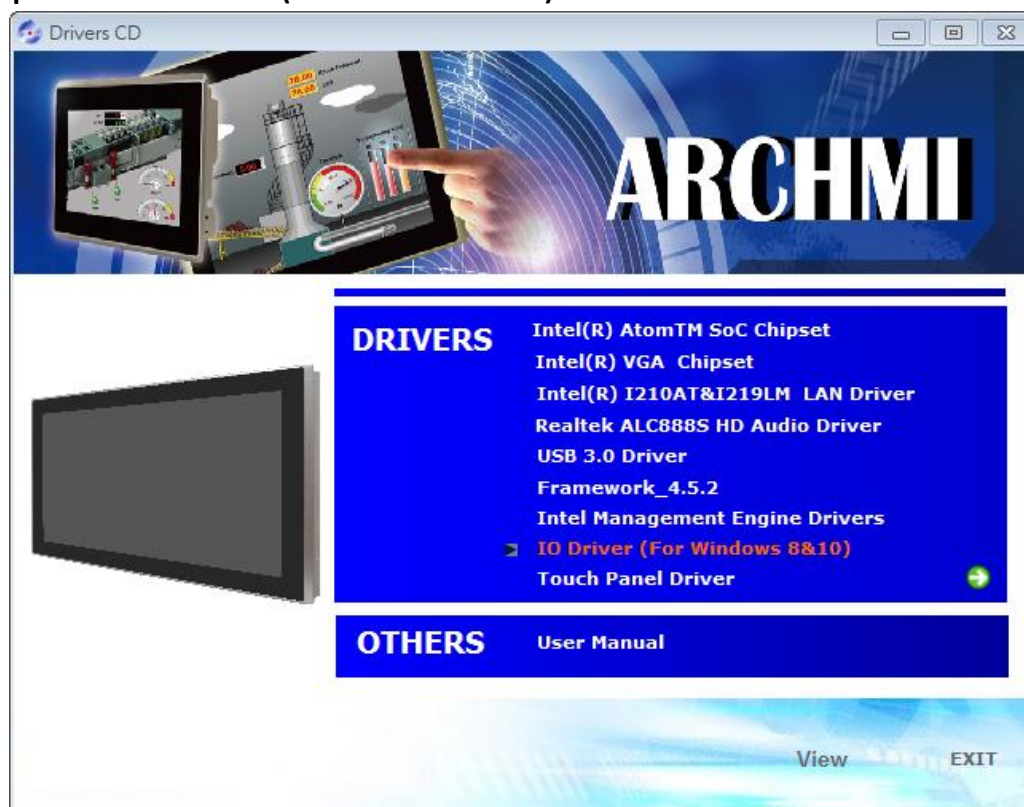 Drivers CD
ARCHMI
DRIVERS
Intel(R) AtomTM SoC Chipset
Intel(R) VGA Chipset
Intel(R) I210AT&I219LM LAN Driver
Realtek ALC888S HD Audio Driver
USB 3.0 Driver
Framework_4.5.2
Intel Management Engine Drivers
IO Driver (For Windows 8&10)
Touch Panel Driver
OTHERS
User Manual
View
EXIT